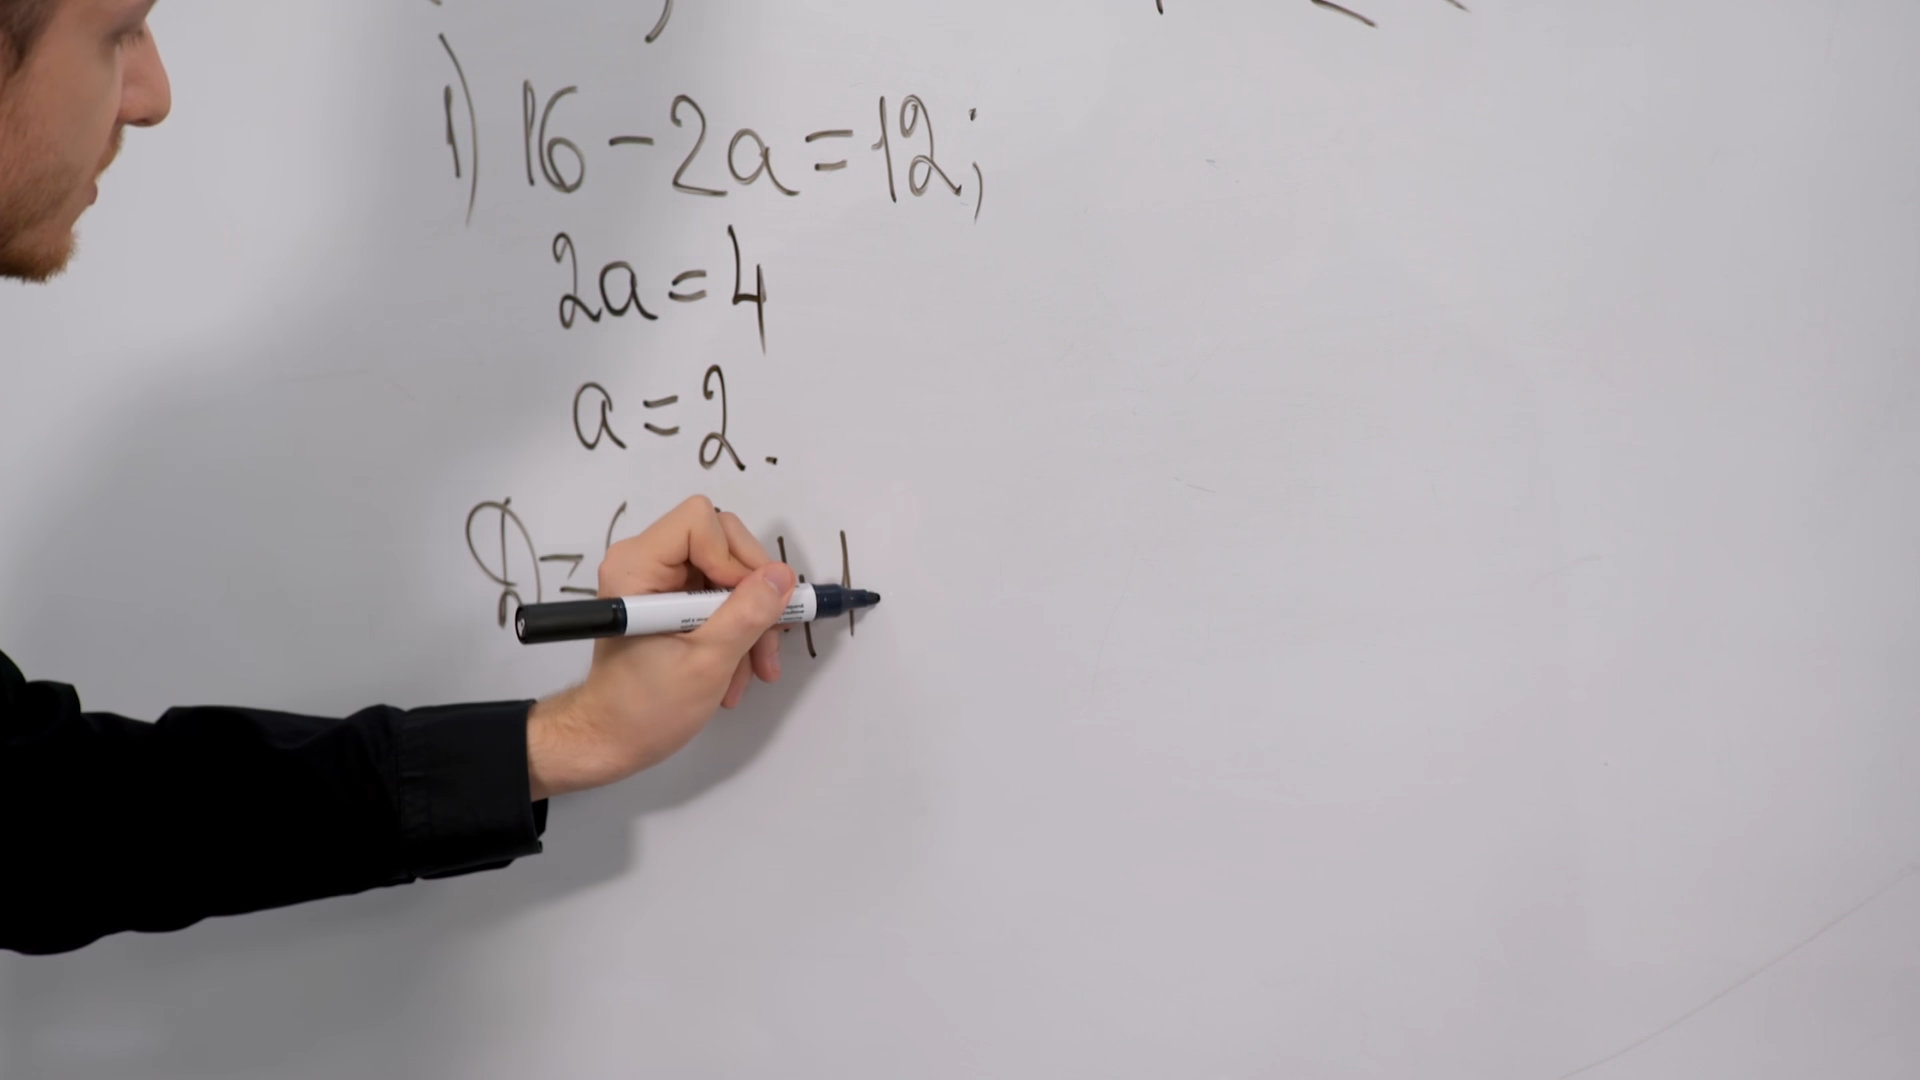 1) 16 - 2a = 12;
2a = 4
a = 2.
D = (